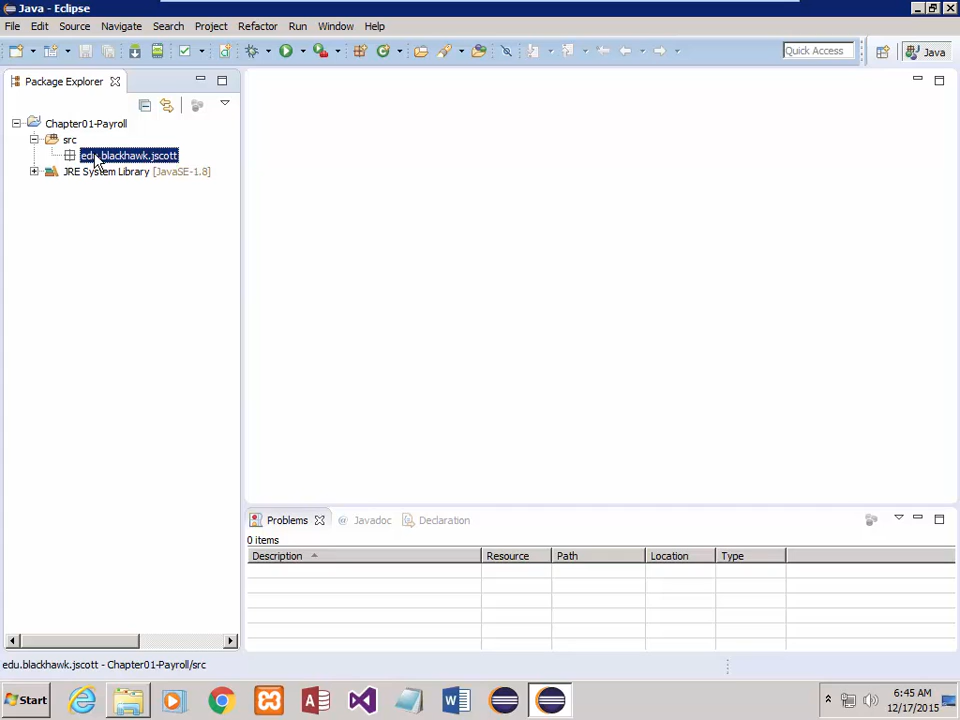 Java - Eclipse
File Edit Source Refactor Navigate Search Project Run Window Help
Quick Access
Java
Package Explorer
Chapter01-Payroll
src
edu.blackhawk.jscott
JRE System Library [JavaSE-1.8]
Problems @ Javadoc Declaration
0 items
Description Resource Path Location Type
edu.blackhawk.jscott - Chapter01-Payroll/src
Start
6:45 AM
12/17/2015